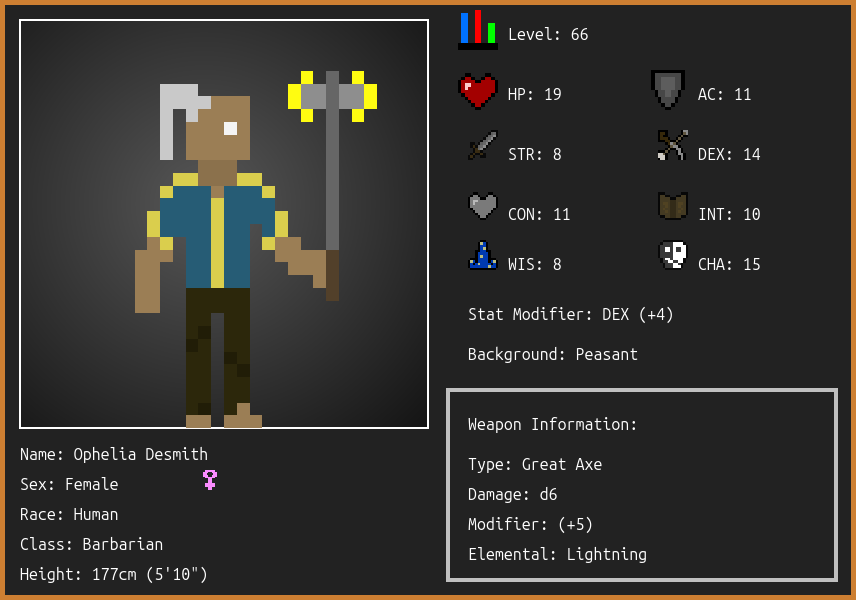 Level: 66
HP: 19
AC: 11
STR: 8
DEX: 14
CON: 11
INT: 10
WIS: 8
CHA: 15
Stat Modifier: DEX (+4)
Background: Peasant
Weapon Information:
Type: Great Axe
Damage: d6
Modifier: (+5)
Elemental: Lightning
Name: Ophelia Desmith
Sex: Female
Race: Human
Class: Barbarian
Height: 177cm (5'10")